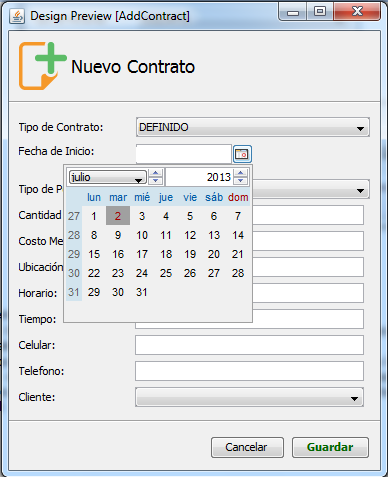 Design Preview [AddContract]
Nuevo Contrato
Tipo de Contrato: DEFINIDO
Fecha de Inicio:
julio 2013
Tipo de P
lun mar mié jue vie sáb dom
27 1 2 3 4 5 6 7
28 8 9 10 11 12 13 14
29 15 16 17 18 19 20 21
30 22 23 24 25 26 27 28
31 29 30 31
Cantidad
Costo Me
Ubicación
Horario:
Tiempo:
Celular:
Telefono:
Cliente:
Cancelar Guardar